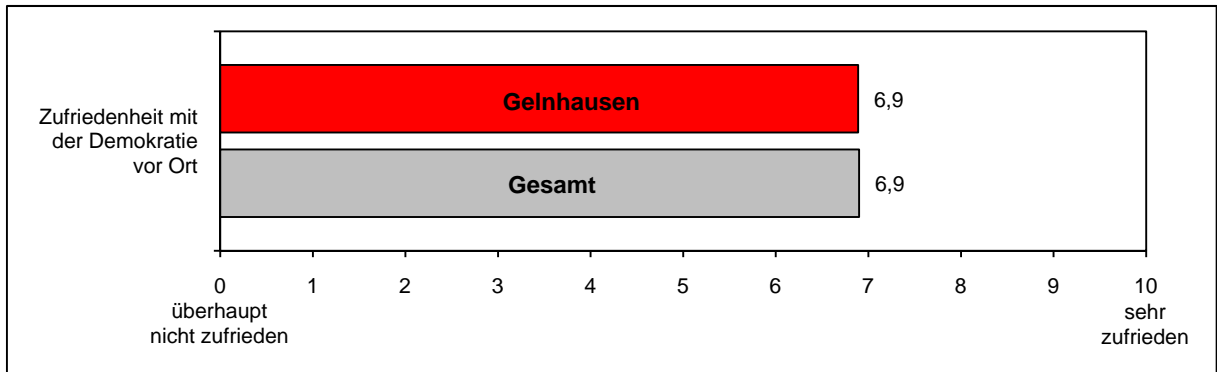 Zufriedenheit mit
der Demokratie
vor Ort
Gelnhausen
6,9
Gesamt
6,9
0 1 2 3 4 5 6 7 8 9 10
überhaupt
nicht zufrieden
sehr
zufrieden